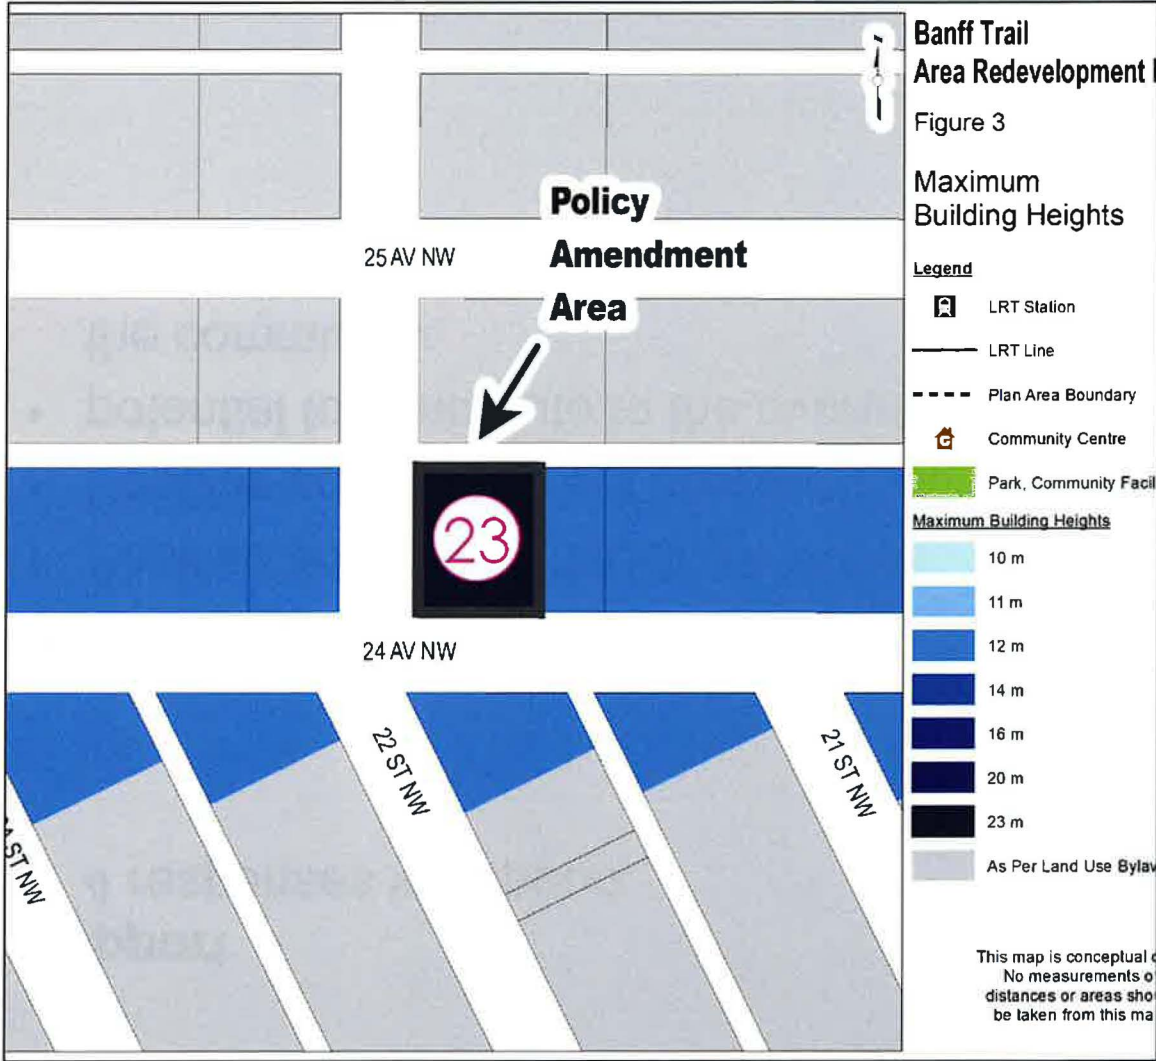 Banff Trail
Area Redevelopment
Figure 3
Maximum
Building Heights
Legend
LRT Station
LRT Line
Plan Area Boundary
Community Centre
Park, Community Facil
Maximum Building Heights
10 m
11 m
12 m
14 m
16 m
20 m
23 m
As Per Land Use Bylaw
This map is conceptual
No measurements
distances or areas
be taken from this
Policy
Amendment
Area
25 AV NW
23
24 AV NW
22 ST NW
21 ST NW
ST NW